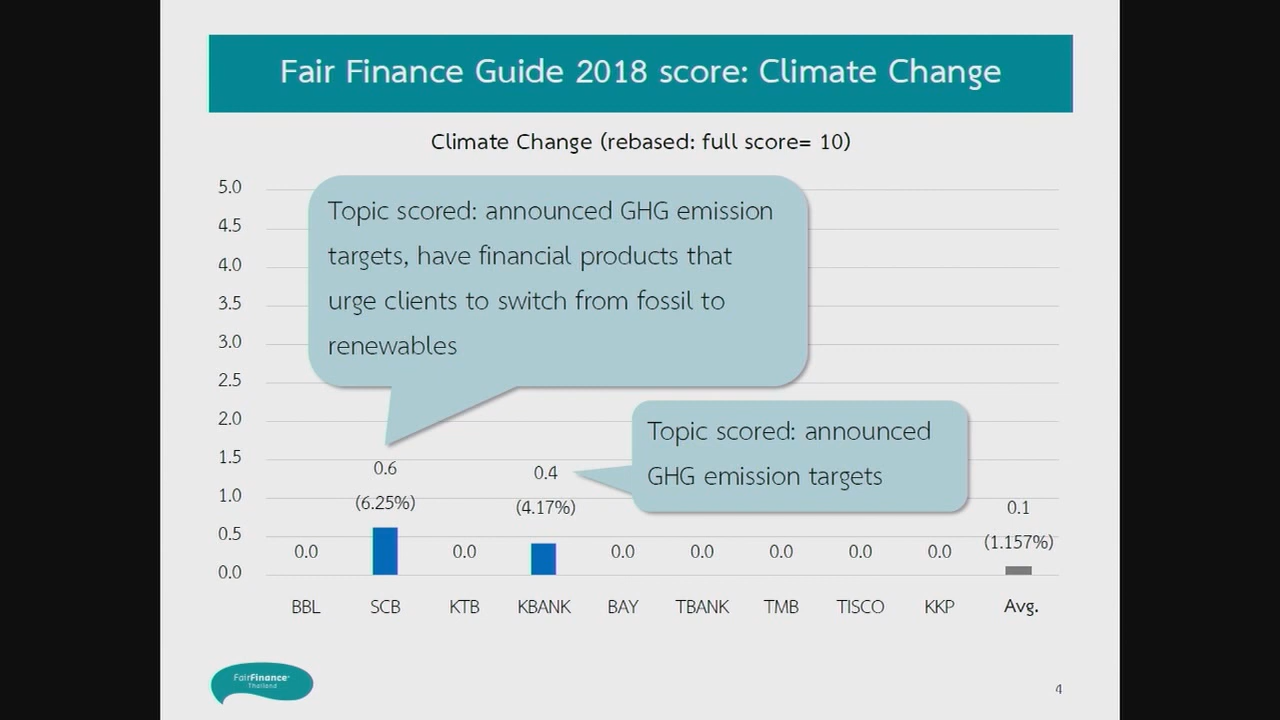 Fair Finance Guide 2018 score: Climate Change
Climate Change (rebased: full score= 10)
5.0
4.5
4.0
3.5
3.0
2.5
2.0
1.5
1.0
0.5
0.0
Topic scored: announced GHG emission
targets, have financial products that
urge clients to switch from fossil to
renewables
Topic scored: announced
GHG emission targets
0.0
0.6
(6.25%)
0.0
0.4
(4.17%)
0.0
0.0
0.0
0.0
0.0
0.1
(1.157%)
BBL SCB KTB KBANK BAY TBANK TMB TISCO KKP Avg.
FairFinance
Thailand
4